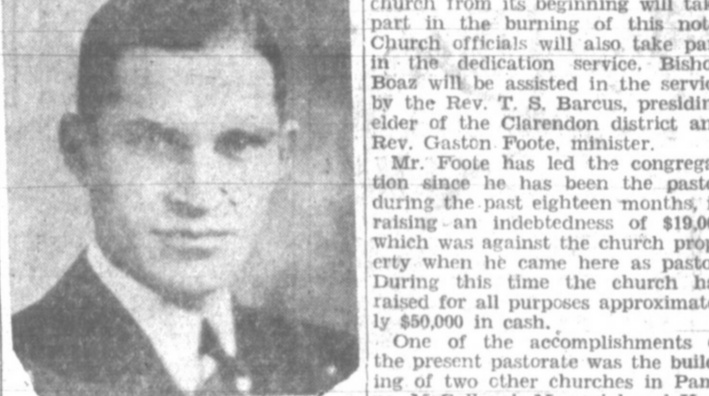 church from its beginning will tak
part in the burning of this not
Church officials will also take pa
in the dedication service. Bisho
Boaz will be assisted in the servic
by the Rev. T. S. Barcus, presidin
elder of the Clarendon district an
Rev. Gaston Foote, minister.
Mr. Foote has led the congrega
tion since he has been the paste
during the past eighteen months,
raising an indebtedness of $19,00
which was against the church prop
erty when he came here as pasto
During this time the church ha
raised for all purposes approximat
ly $50,000 in cash.
One of the accomplishments
the present pastorate was the build
ing of two other churches in Pam